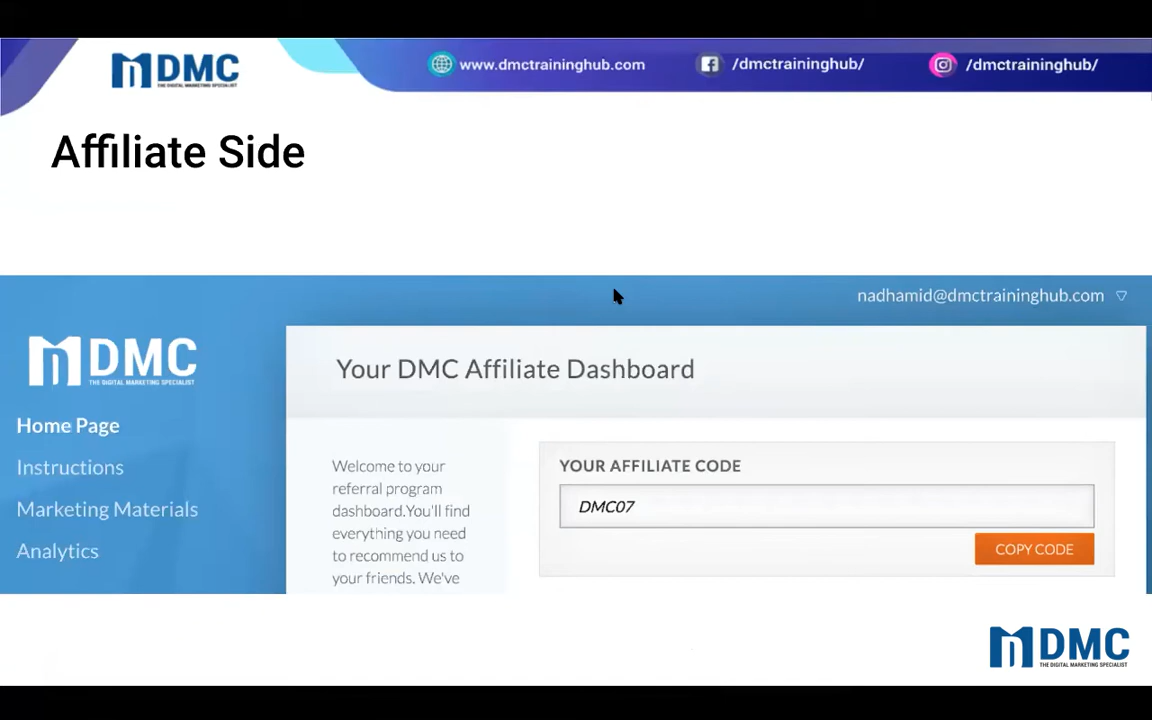 DMC
THE DIGITAL MARKETING SPECIALIST
www.dmctraininghub.com
/dmctraininghub/
/dmctraininghub/
Affiliate Side
nadhamid@dmctraininghub.com
DMC
THE DIGITAL MARKETING SPECIALIST
Home Page
Instructions
Marketing Materials
Analytics
Your DMC Affiliate Dashboard
Welcome to your
referral program
dashboard.You'll find
everything you need
to recommend us to
your friends. We've
YOUR AFFILIATE CODE
DMC07
COPY CODE
DMC
THE DIGITAL MARKETING SPECIALIST